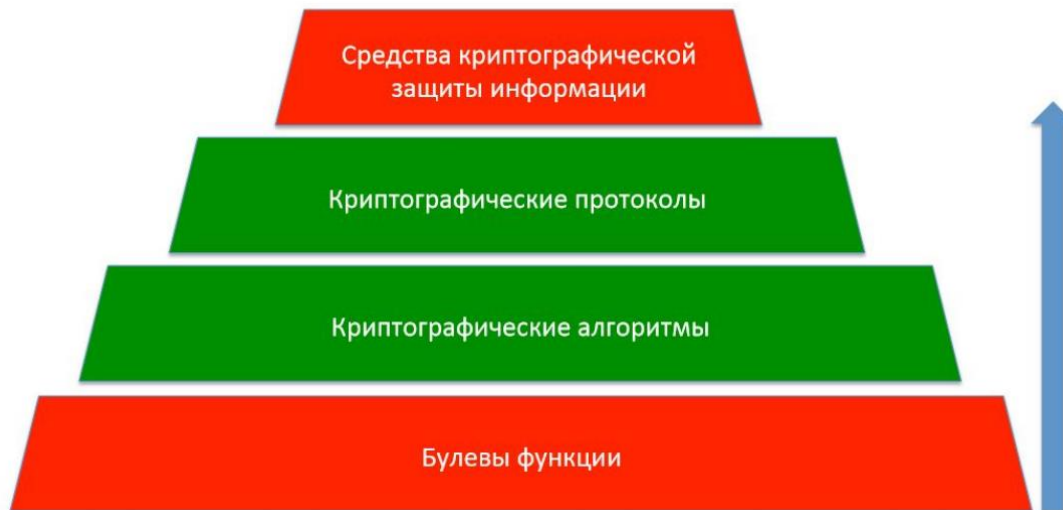 Средства криптографической
защиты информации
Криптографические протоколы
Криптографические алгоритмы
Булевы функции